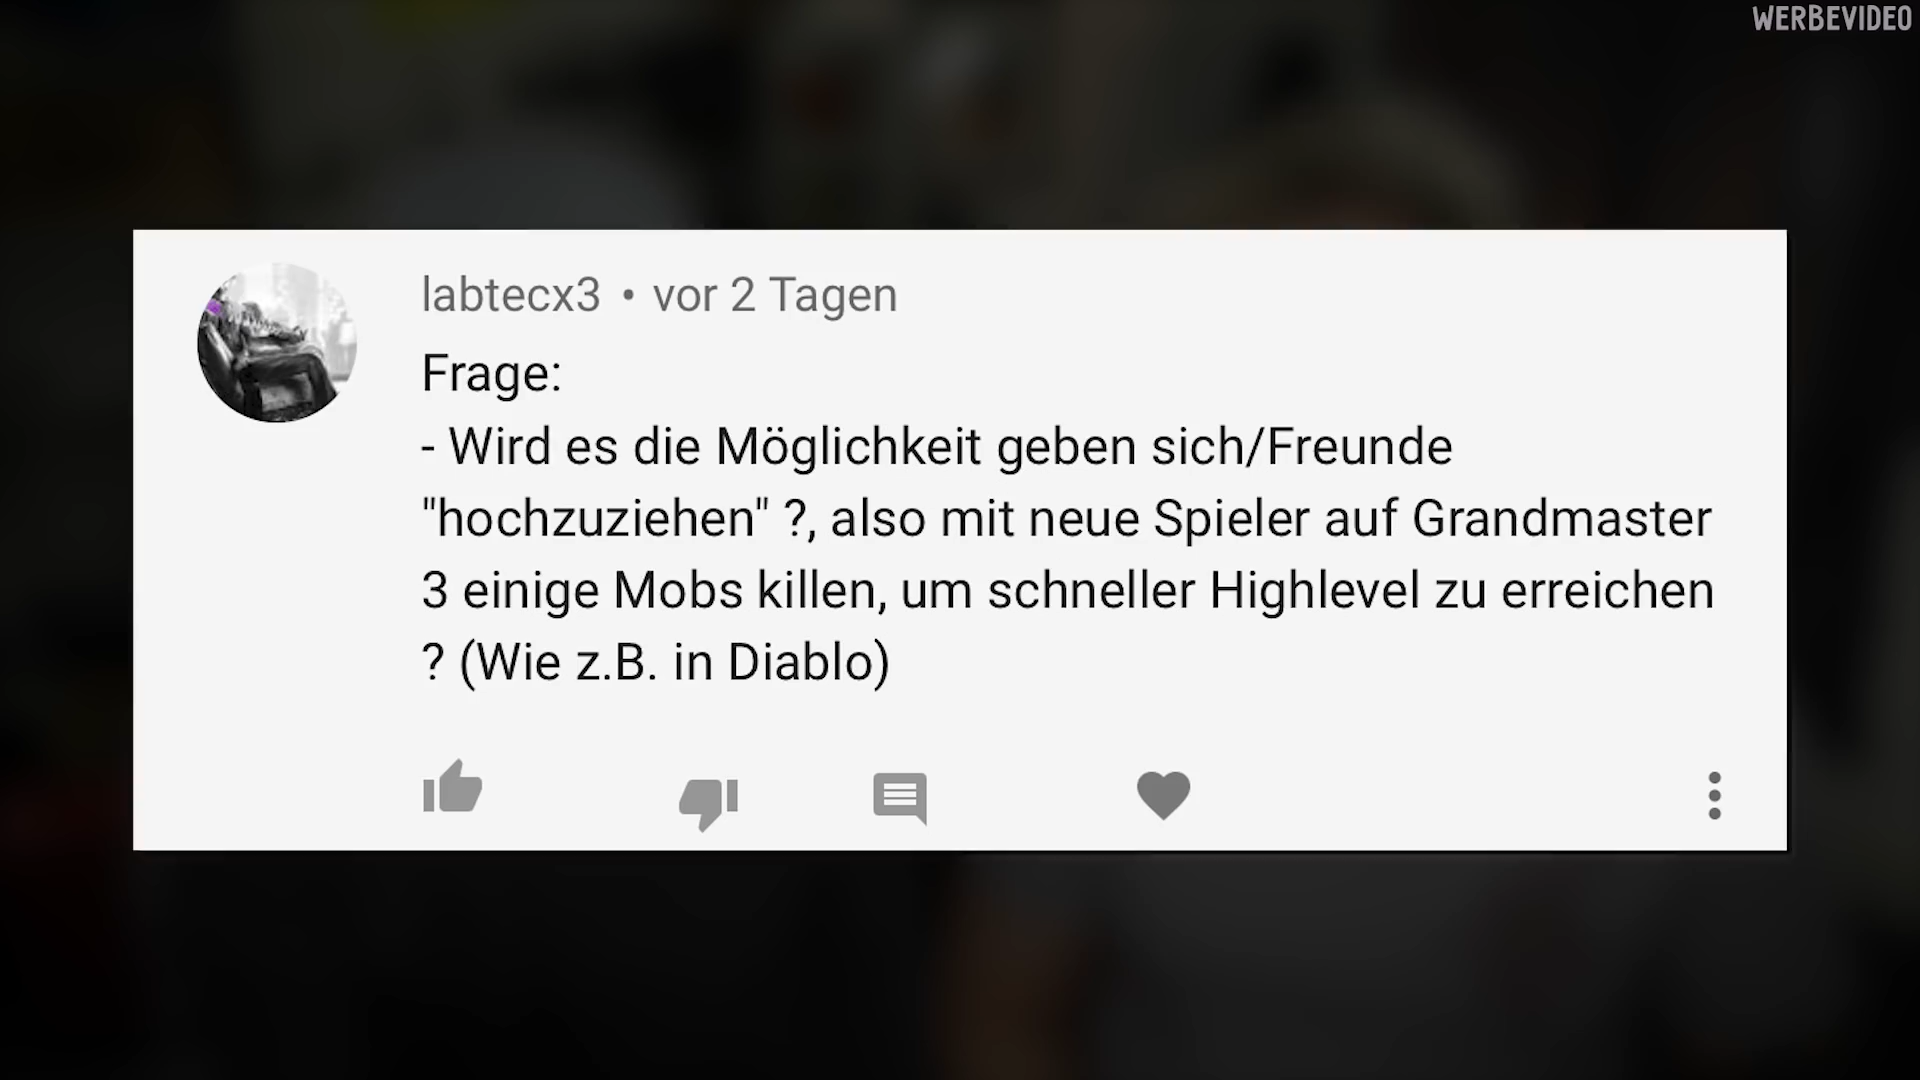 WERBEVIDEO
labtecx3 • vor 2 Tagen
Frage:
- Wird es die Möglichkeit geben sich/Freunde
"hochzuziehen" ?, also mit neue Spieler auf Grandmaster
3 einige Mobs killen, um schneller Highlevel zu erreichen
? (Wie z.B. in Diablo)